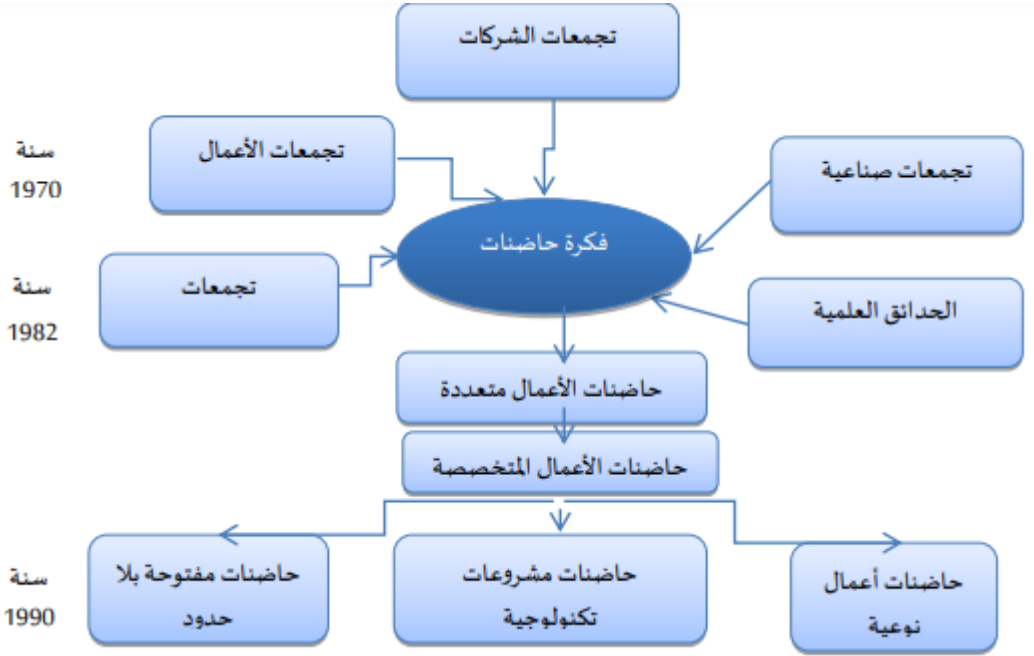 تجمعات الشركات
تجمعات الأعمال
سنة
1970
تجمعات صناعية
فكرة حاضنات
تجمعات
سنة
1982
الحدائق العلمية
حاضنات الأعمال متعددة
حاضنات الأعمال المتخصصة
حاضنات أعمال
نوعية
حاضنات مشروعات
تكنولوجية
حاضنات مفتوحة بلا
حدود
سنة
1990